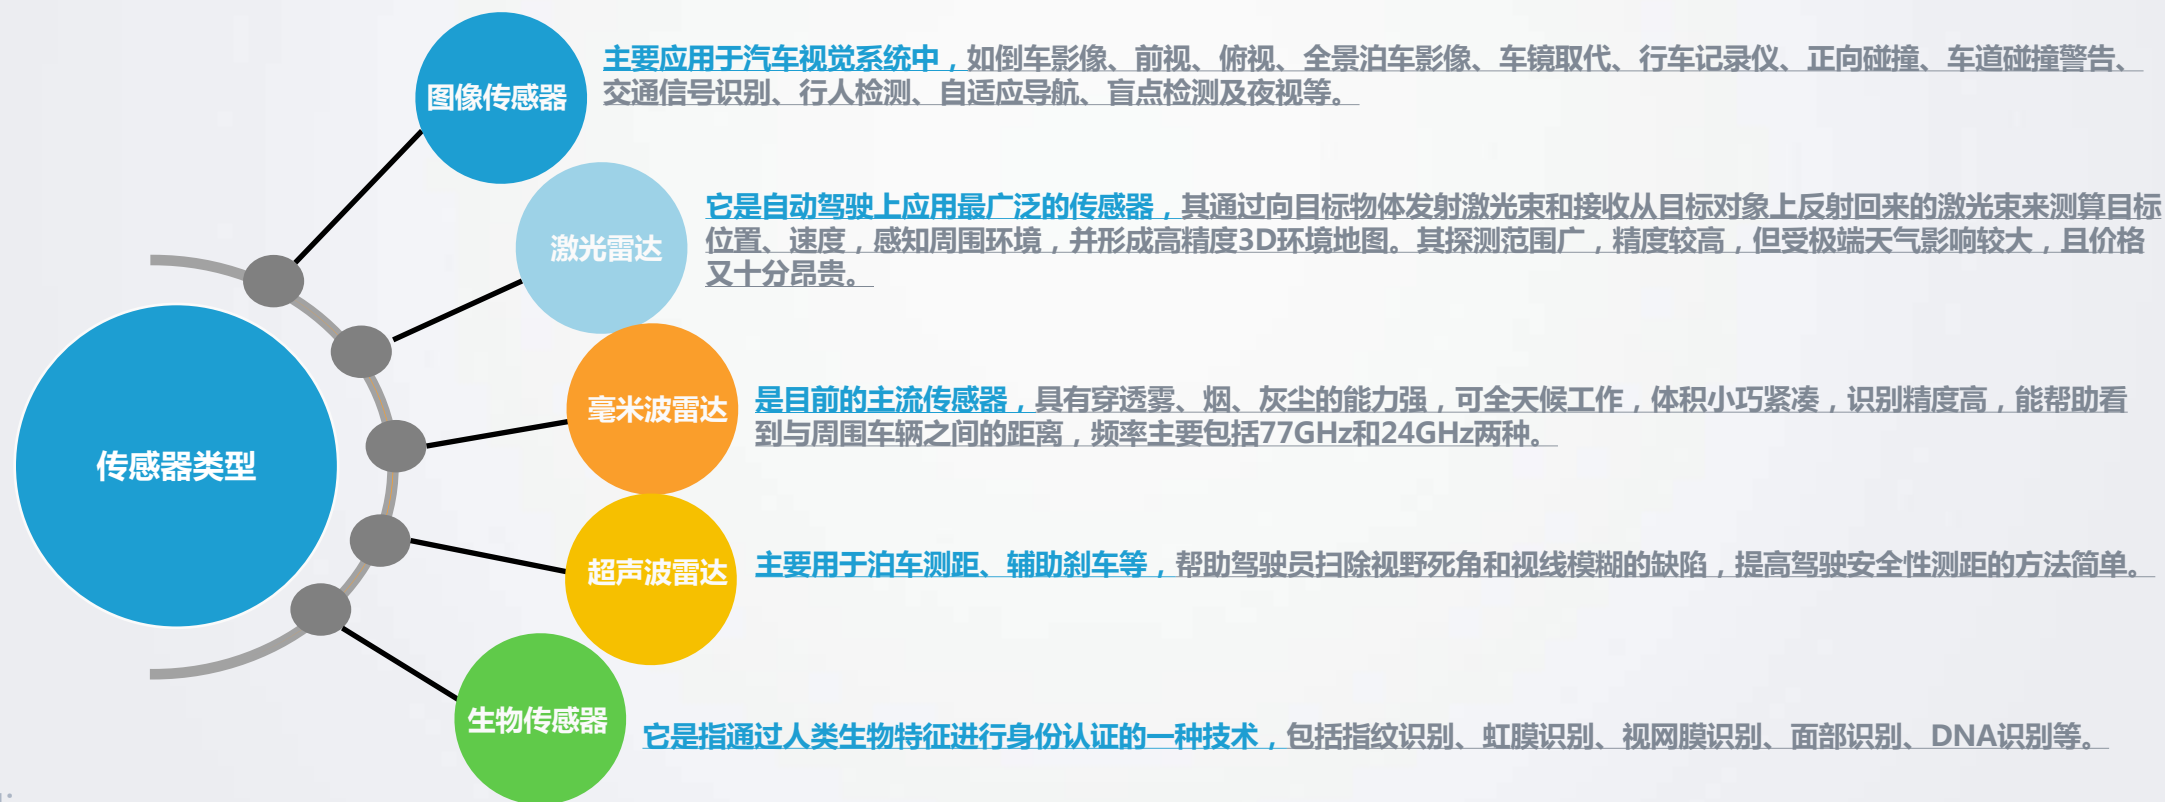 图像传感器
主要应用于汽车视觉系统中，如倒车影像、前视、俯视、全景泊车影像、车镜取代、行车记录仪、正向碰撞、车道碰撞警告、
交通信号识别、行人检测、自适应导航、盲点检测及夜视等。
激光雷达
它是自动驾驶上应用最广泛的传感器，其通过向目标物体发射激光束和接收从目标对象上反射回来的激光束来测算目标
位置、速度，感知周围环境，并形成高精度3D环境地图。其探测范围广，精度较高，但受极端天气影响较大，且价格
又十分昂贵。
毫米波雷达
是目前的主流传感器，具有穿透雾、烟、灰尘的能力强，可全天候工作，体积小巧紧凑，识别精度高，能帮助看
到与周围车辆之间的距离，频率主要包括77GHz和24GHz两种。
传感器类型
超声波雷达
主要用于泊车测距、辅助刹车等，帮助驾驶员扫除视野死角和视线模糊的缺陷，提高驾驶安全性测距的方法简单。
生物传感器
它是指通过人类生物特征进行身份认证的一种技术，包括指纹识别、虹膜识别、视网膜识别、面部识别、DNA识别等。